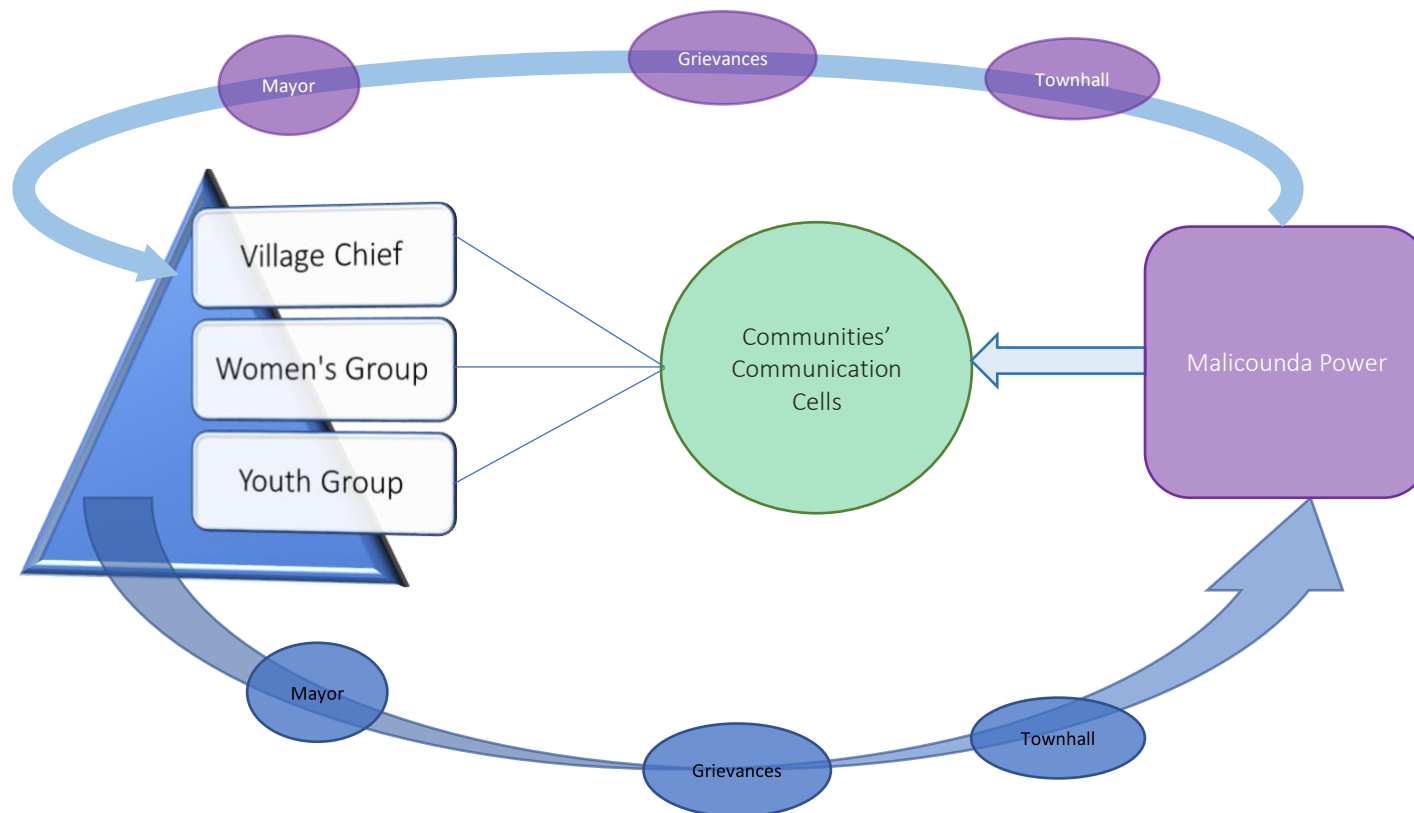 Mayor
Grievances
Townhall
Village Chief
Women's Group
Youth Group
Communities’
Communication
Cells
Malicounda Power
Mayor
Grievances
Townhall